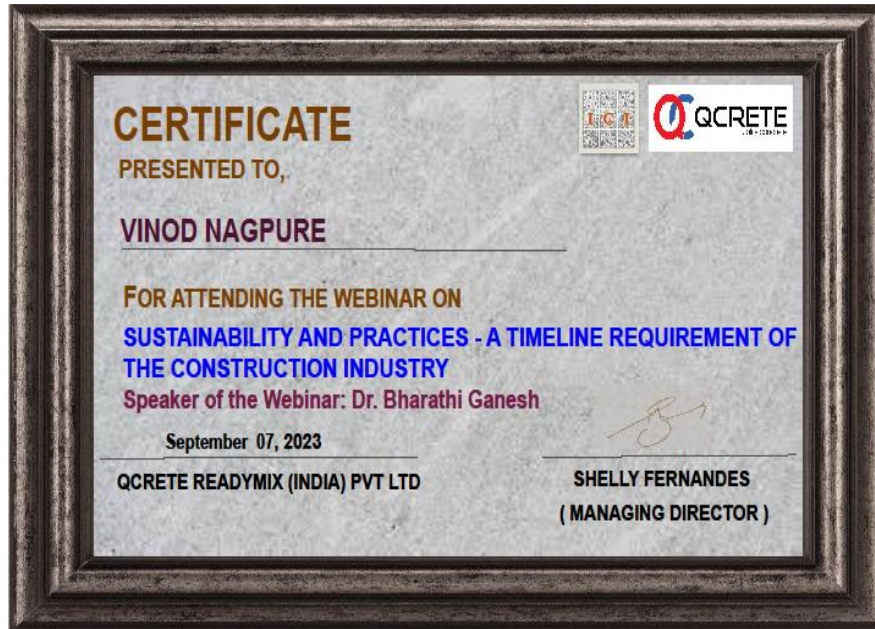 CERTIFICATE
ICI
QCRETE
PRESENTED TO,
VINOD NAGPURE
FOR ATTENDING THE WEBINAR ON
SUSTAINABILITY AND PRACTICES - A TIMELINE REQUIREMENT OF
THE CONSTRUCTION INDUSTRY
Speaker of the Webinar: Dr. Bharathi Ganesh
September 07, 2023
QCRETE READYMIX (INDIA) PVT LTD
SHELLY FERNANDES
( MANAGING DIRECTOR )